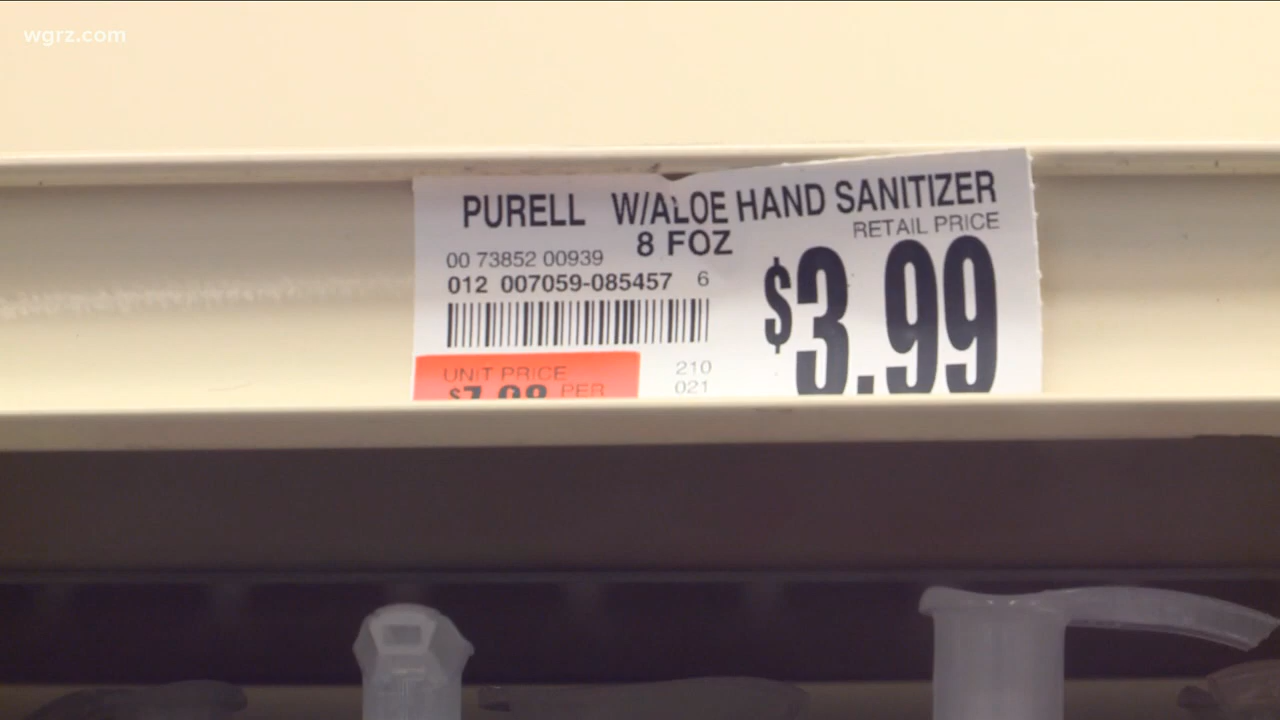 wgrz.com
PURELL W/ALOE HAND SANITIZER
8 FOZ
RETAIL PRICE
00 73852 00939
012 007059-085457 6
$3.99
UNIT PRICE
210
PER
021